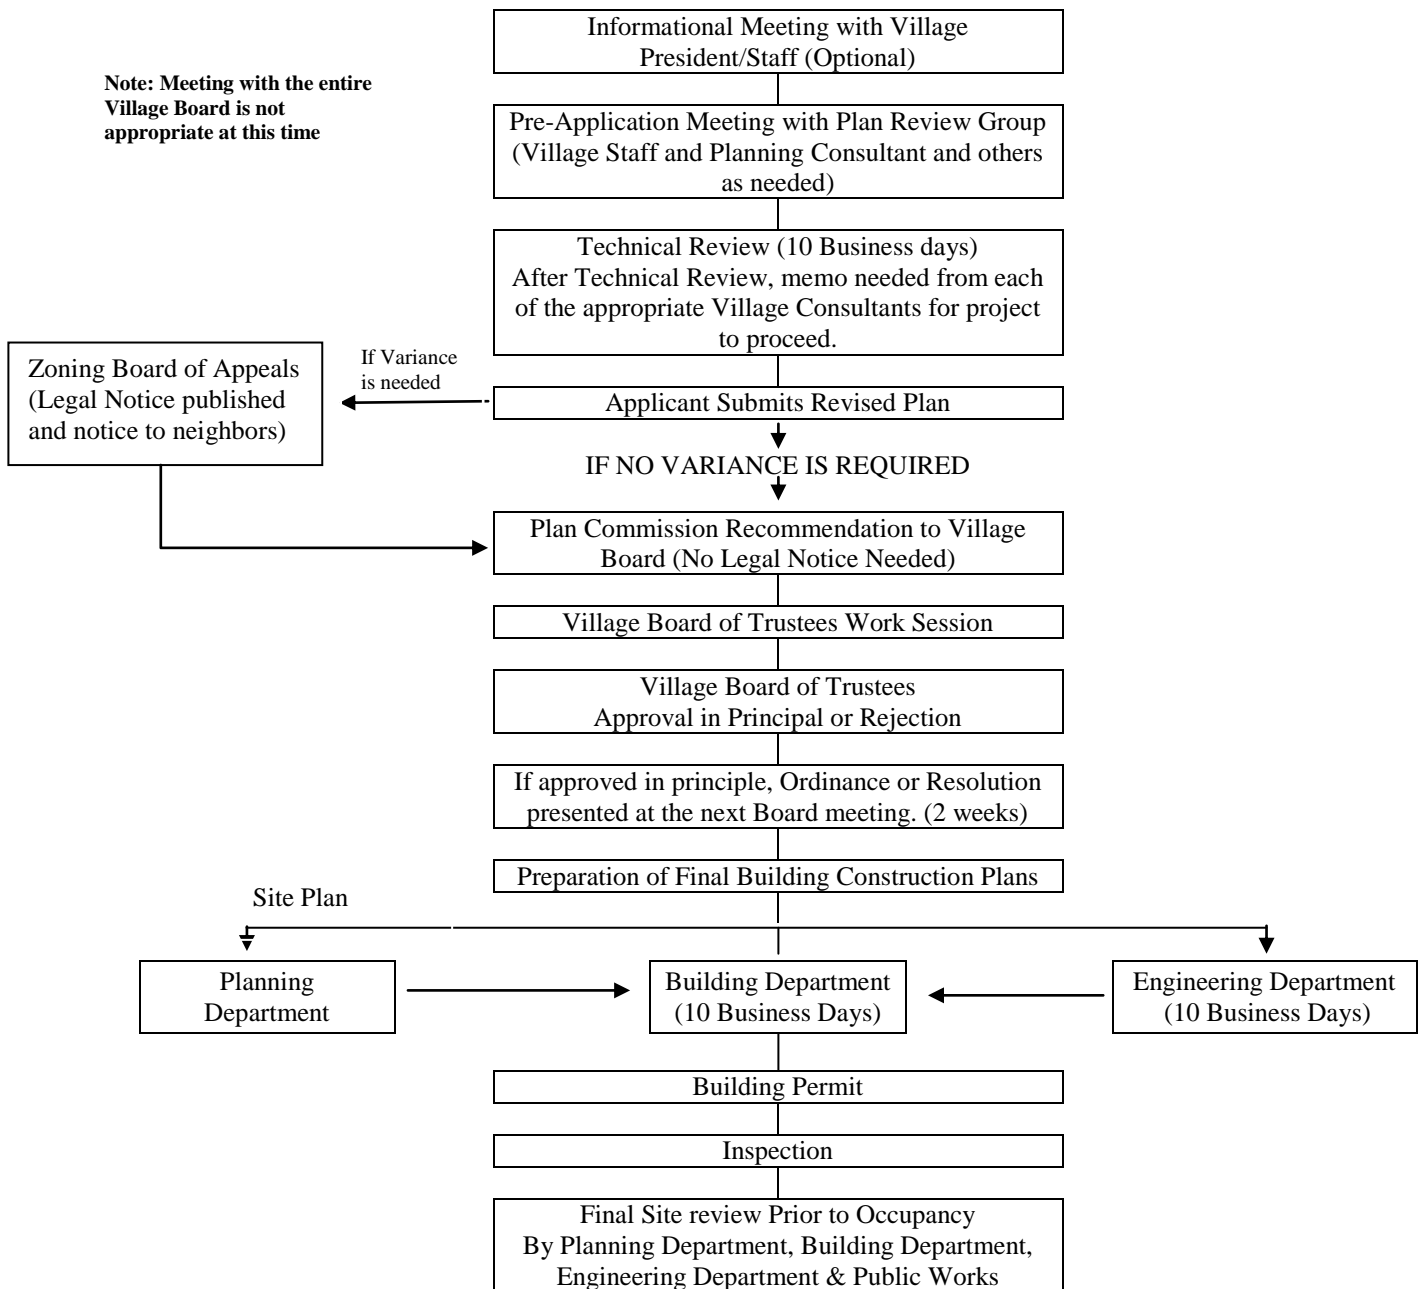 Informational Meeting with Village
President/Staff (Optional)
Note: Meeting with the entire
Village Board is not
appropriate at this time
Pre-Application Meeting with Plan Review Group
(Village Staff and Planning Consultant and others
as needed)
Technical Review (10 Business days)
After Technical Review, memo needed from each
of the appropriate Village Consultants for project
to proceed.
If Variance
is needed
Zoning Board of Appeals
(Legal Notice published
and notice to neighbors)
Applicant Submits Revised Plan
IF NO VARIANCE IS REQUIRED
Plan Commission Recommendation to Village
Board (No Legal Notice Needed)
Village Board of Trustees Work Session
Village Board of Trustees
Approval in Principal or Rejection
If approved in principle, Ordinance or Resolution
presented at the next Board meeting. (2 weeks)
Preparation of Final Building Construction Plans
Site Plan
Planning
Department
Building Department
(10 Business Days)
Engineering Department
(10 Business Days)
Building Permit
Inspection
Final Site review Prior to Occupancy
By Planning Department, Building Department,
Engineering Department & Public Works